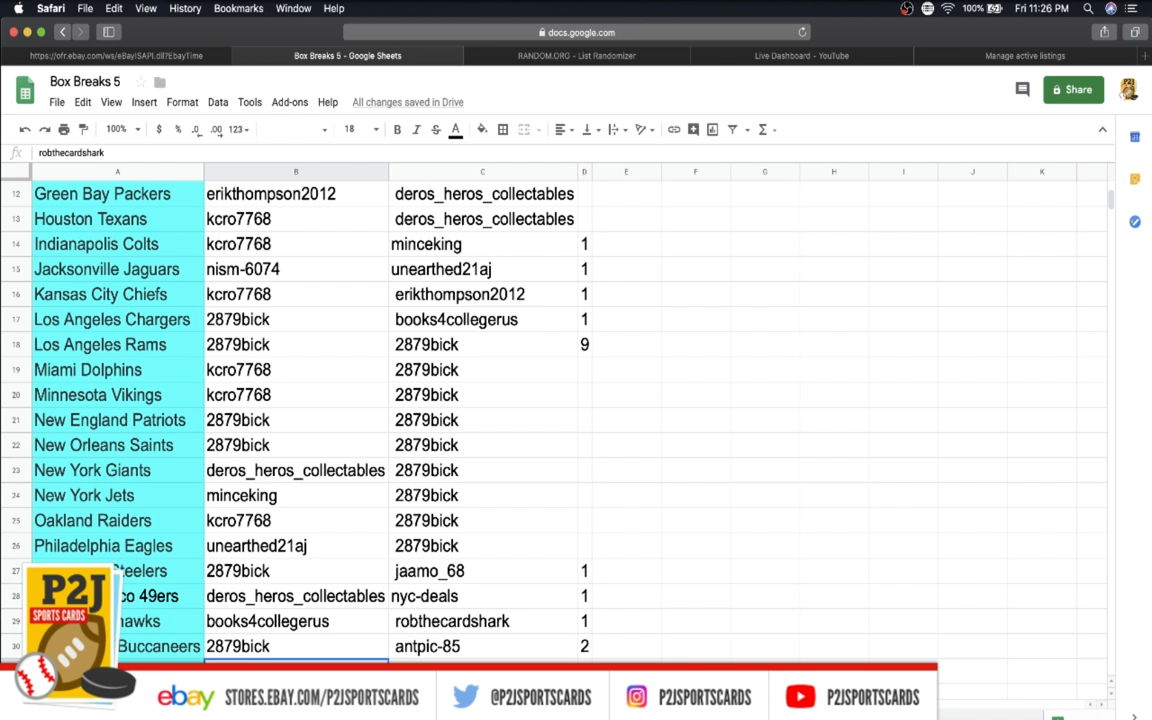 Safari File Edit View History Bookmarks Window Help 100% Fri 11:26 PM
docs.google.com
https://ofr.ebay.com/ws/eBayISAPI.dll?EbayTime Box Breaks 5 - Google Sheets RANDOM.ORG - List Randomizer Live Dashboard - YouTube Manage active listings
Box Breaks 5
File Edit View Insert Format Data Tools Add-ons Help All changes saved in Drive
Share
100% $ % .0 .00 123 18 B I S A
fx robthecardshark
A B C D E F G H I J K
12 Green Bay Packers erikthompson2012 deros_heros_collectables
13 Houston Texans kcro7768 deros_heros_collectables
14 Indianapolis Colts kcro7768 minceking 1
15 Jacksonville Jaguars nism-6074 unearthed21aj 1
16 Kansas City Chiefs kcro7768 erikthompson2012 1
17 Los Angeles Chargers 2879bick books4collegerus 1
18 Los Angeles Rams 2879bick 2879bick 9
19 Miami Dolphins kcro7768 2879bick
20 Minnesota Vikings kcro7768 2879bick
21 New England Patriots 2879bick 2879bick
22 New Orleans Saints 2879bick 2879bick
23 New York Giants deros_heros_collectables 2879bick
24 New York Jets minceking 2879bick
25 Oakland Raiders kcro7768 2879bick
26 Philadelphia Eagles unearthed21aj 2879bick
27 Steelers 2879bick jaamo_68 1
28 co 49ers deros_heros_collectables nyc-deals 1
29 hawks books4collegerus robthecardshark 1
30 Buccaneers 2879bick antpic-85 2
P2J
SPORTS CARDS
ebay STORES.EBAY.COM/P2JSPORTSCARDS @P2JSPORTSCARDS P2JSPORTSCARDS P2JSPORTSCARDS